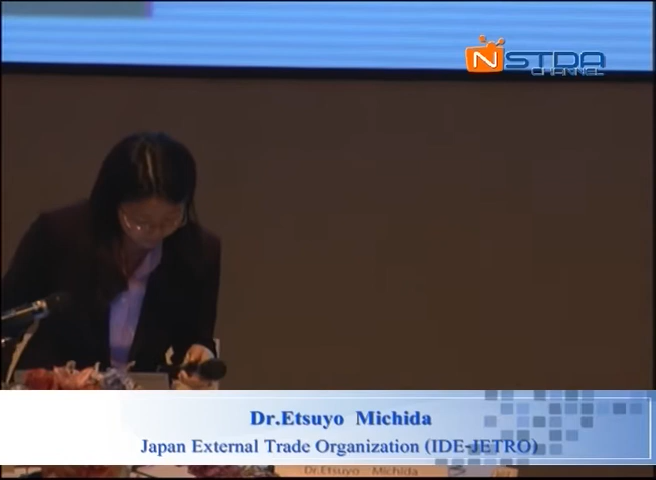 NSTDA
CHANNEL
Dr.Etsuyo Michida
Japan External Trade Organization (IDE-JETRO)
Dr.Etsuyo Michida